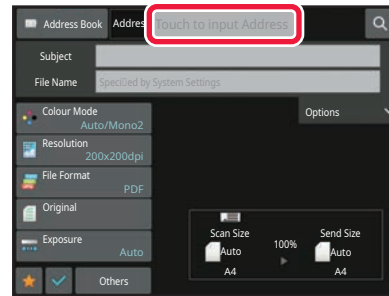 Address Book Addres Touch to input Address
Subject
File Name Specified by System Settings
Options
Colour Mode
Auto/Mono2
Resolution
200x200dpi
File Format
PDF
Original
Exposure
Auto
Scan Size
Auto
A4
100%
Send Size
Auto
A4
Others